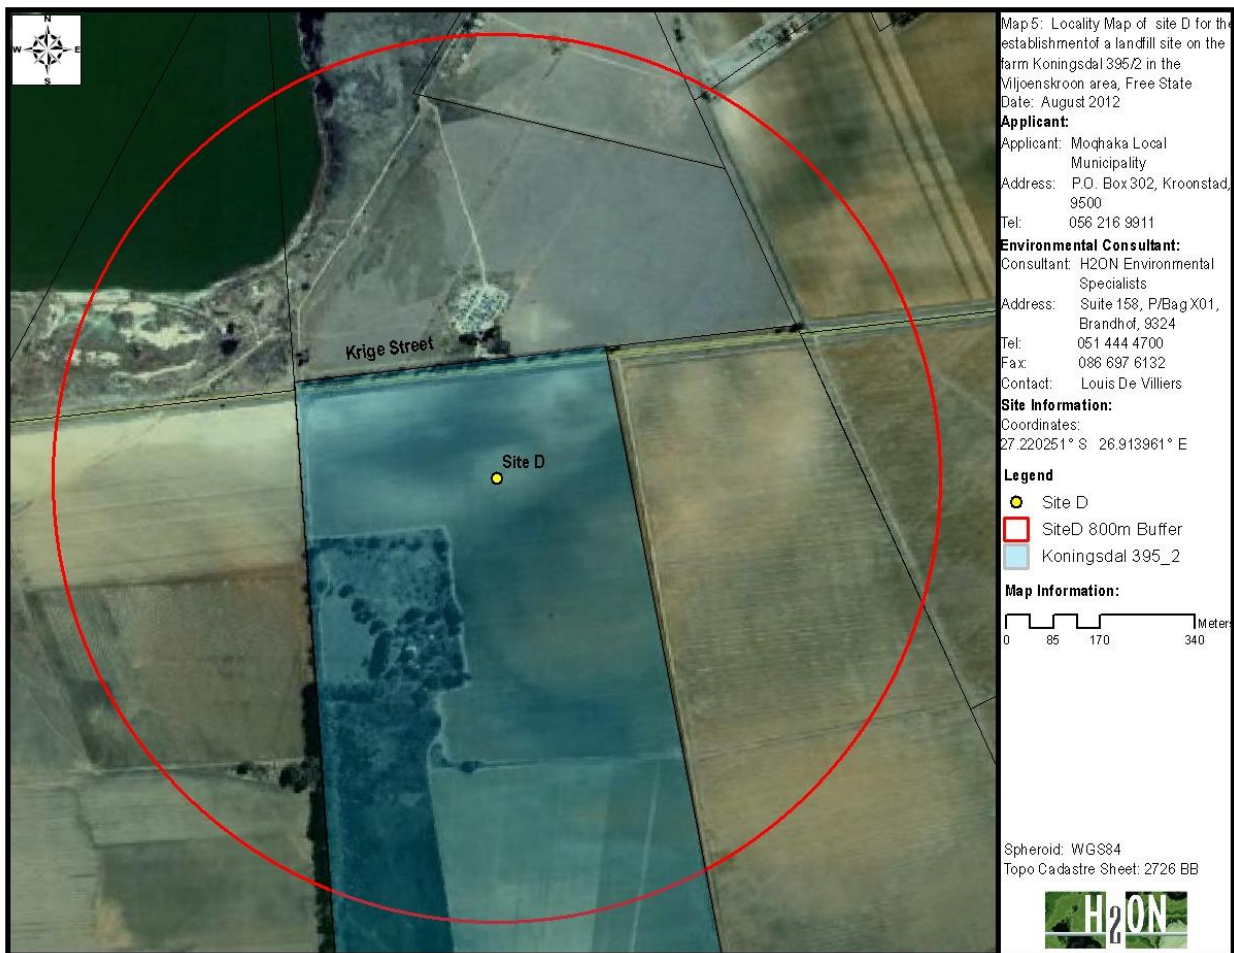 N
W E
S
Krige Street
Site D
Map 5: Locality Map of site D for the
establishmentof a landfill site on the
farm Koningsdal 395/2 in the
Viljoenskroon area, Free State
Date: August 2012
Applicant:
Applicant: Moqhaka Local
Municipality
Address: P.O. Box 302, Kroonstad,
9500
Tel: 056 216 9911
Environmental Consultant:
Consultant: H2ON Environmental
Specialists
Address: Suite 158, P/Bag X01,
Brandhof, 9324
Tel: 051 444 4700
Fax: 086 697 6132
Contact: Louis De Villiers
Site Information:
Coordinates:
27.220251° S 26.913961° E
Legend
Site D
SiteD 800m Buffer
Koningsdal 395_2
Map Information:
Meters
0 85 170 340
Spheroid: WGS84
Topo Cadastre Sheet: 2726 BB
H2ON